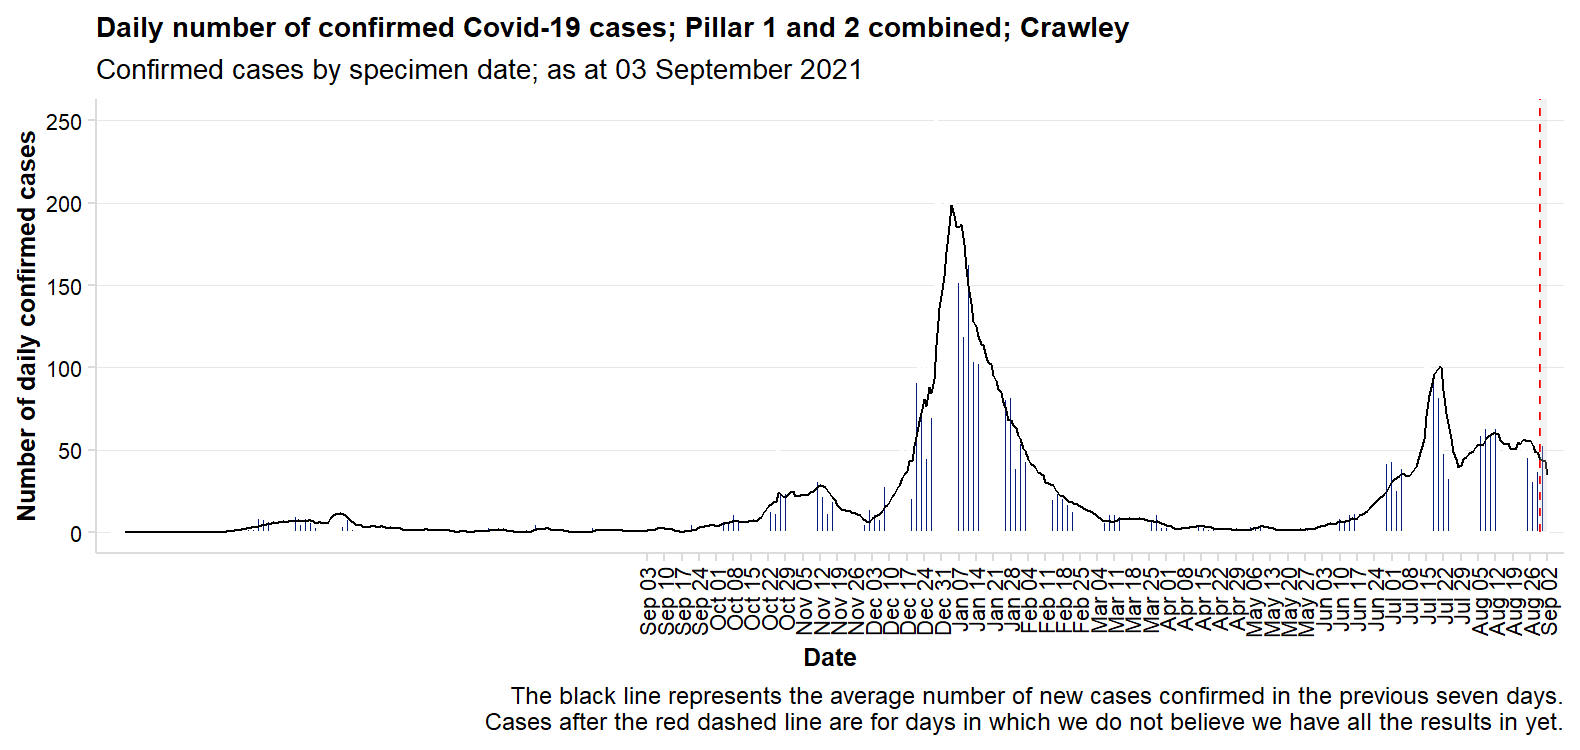 Daily number of confirmed Covid-19 cases; Pillar 1 and 2 combined; Crawley
Confirmed cases by specimen date; as at 03 September 2021
Number of daily confirmed cases
250
200
150
100
50
0
Sep 03
Sep 10
Sep 17
Sep 24
Oct 01
Oct 08
Oct 15
Oct 22
Oct 29
Nov 05
Nov 12
Nov 19
Nov 26
Dec 03
Dec 10
Dec 17
Dec 24
Dec 31
Jan 07
Jan 14
Jan 21
Jan 28
Feb 04
Feb 11
Feb 18
Feb 25
Mar 04
Mar 11
Mar 18
Mar 25
Apr 01
Apr 08
Apr 15
Apr 22
Apr 29
May 06
May 13
May 20
May 27
Jun 03
Jun 10
Jun 17
Jun 24
Jul 01
Jul 08
Jul 15
Jul 22
Jul 29
Aug 05
Aug 12
Aug 19
Aug 26
Sep 02
Date
The black line represents the average number of new cases confirmed in the previous seven days.
Cases after the red dashed line are for days in which we do not believe we have all the results in yet.